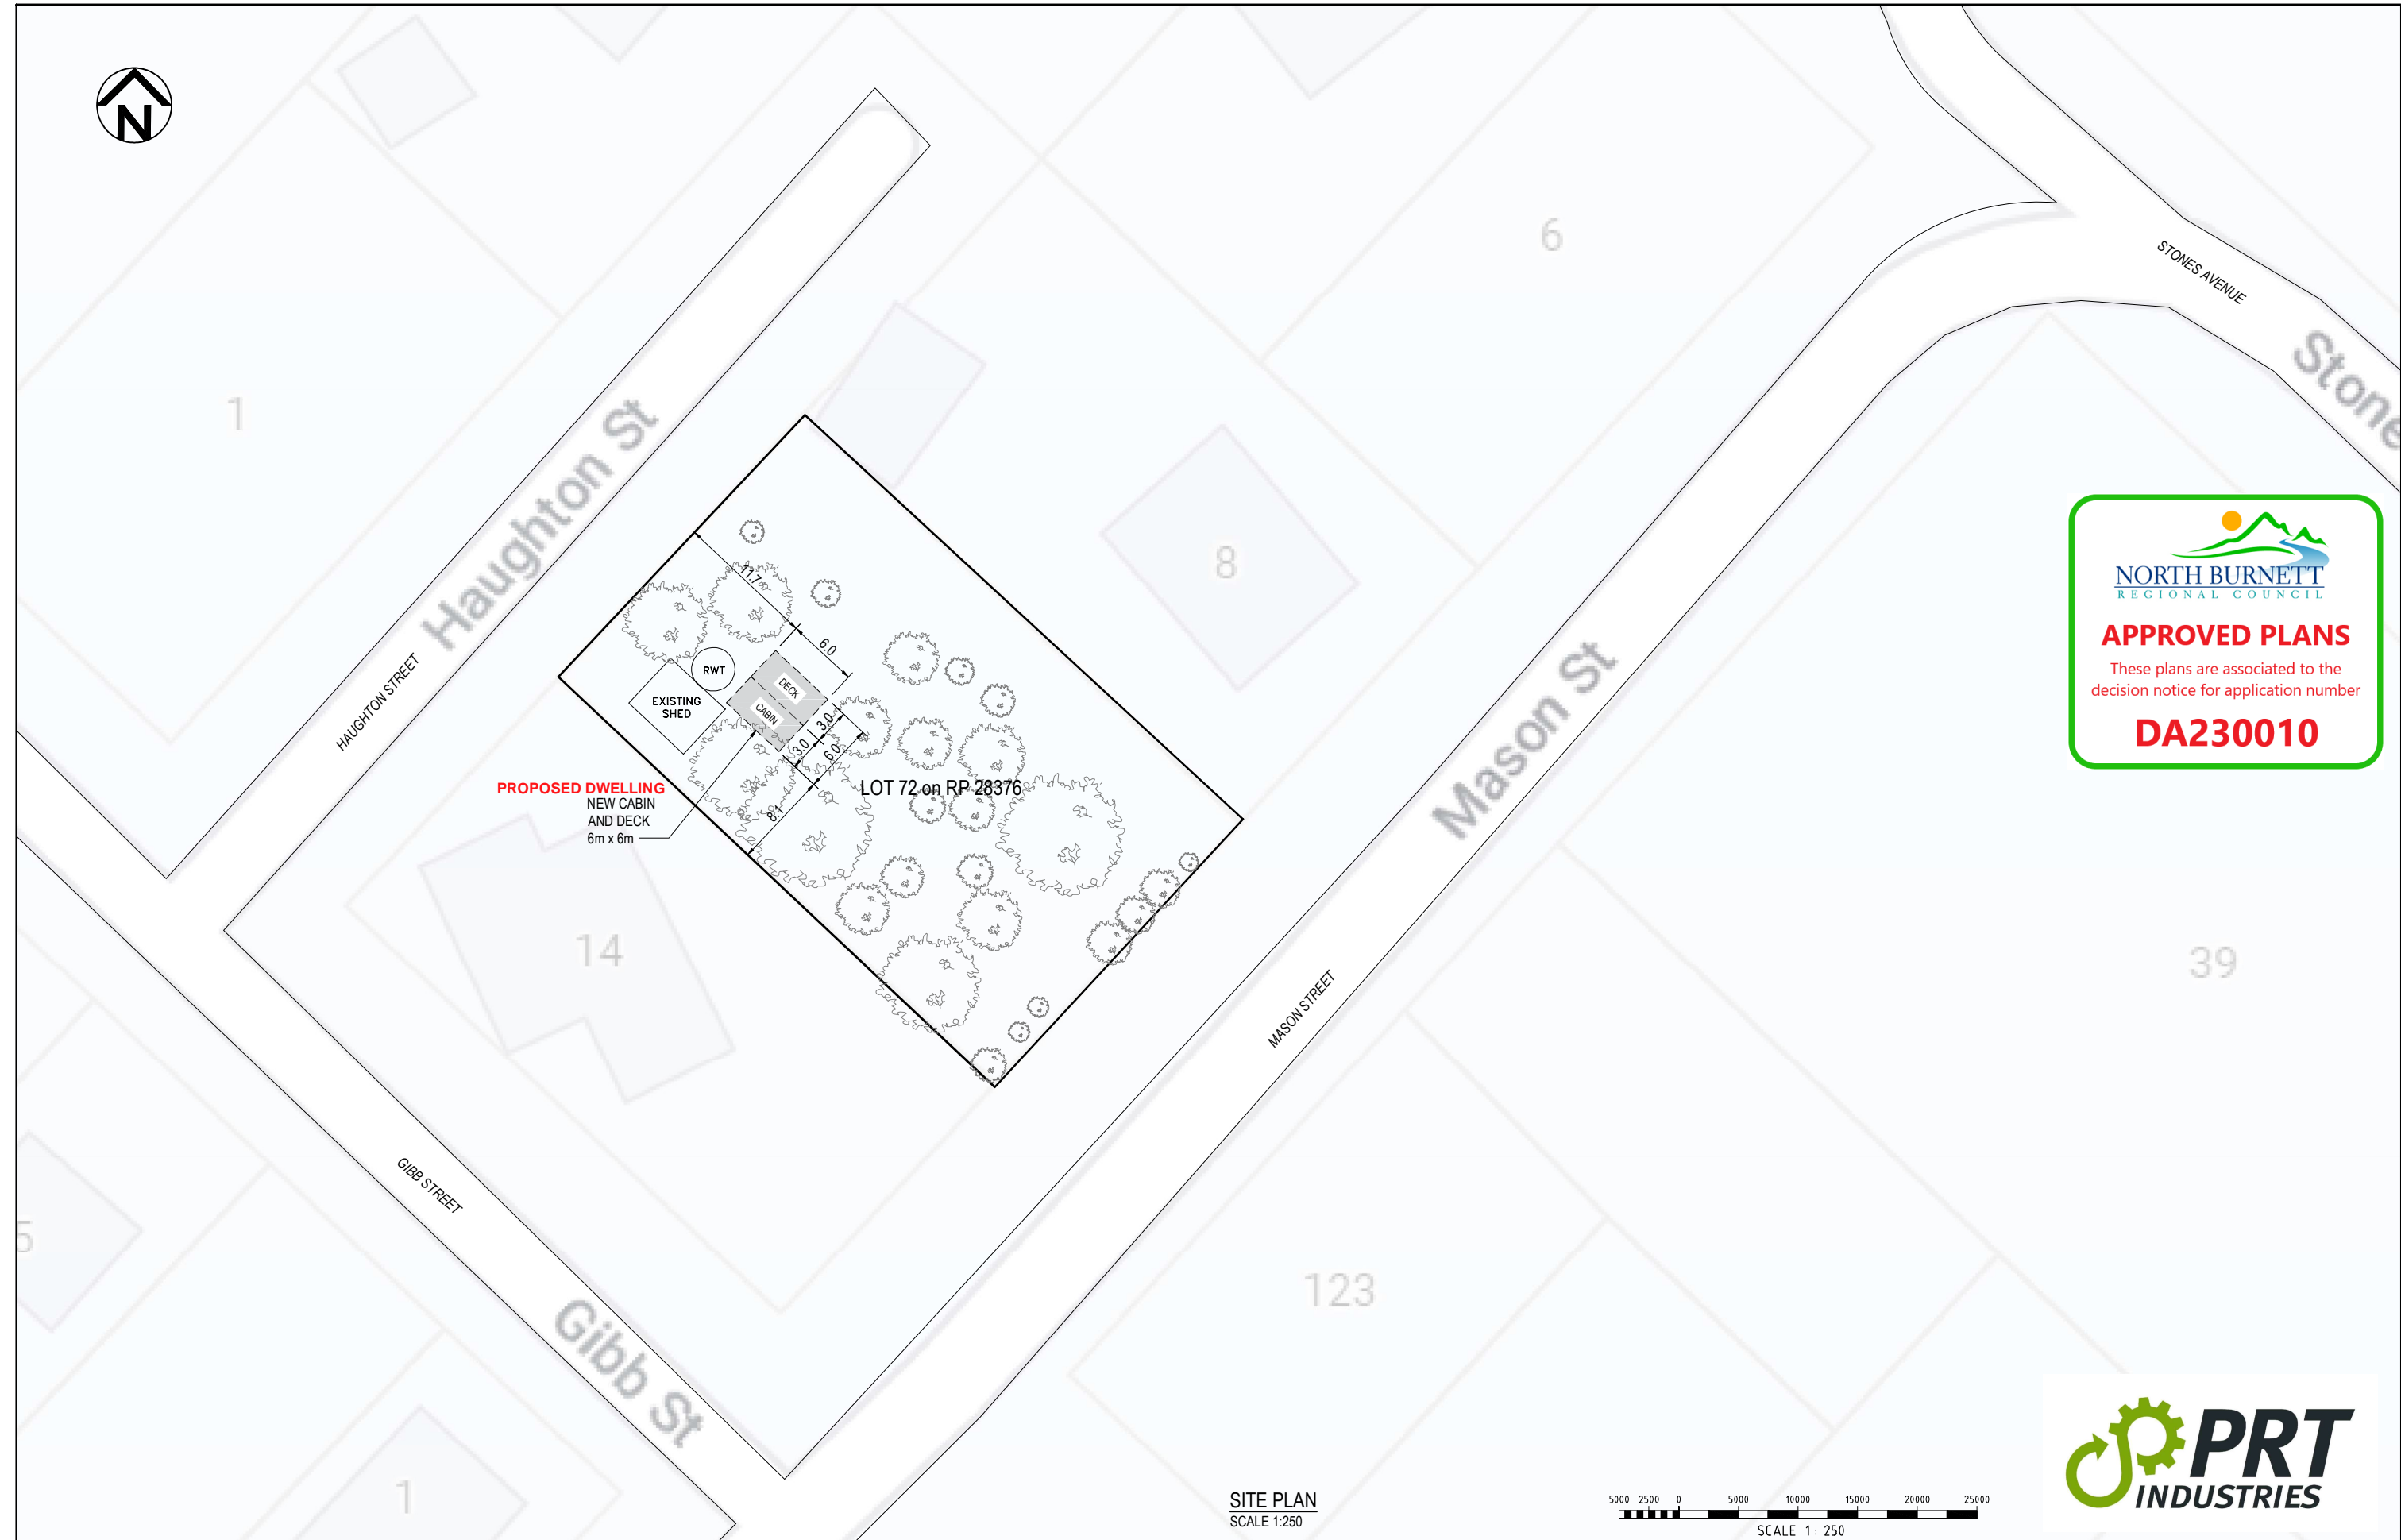 N
1
6
8
14
39
123
5
1
Haughton St
HAUGHTON STREET
STONES AVENUE
Stone
Mason St
MASON STREET
GIBB STREET
Gibb St
11.7
6.0
RWT
DECK
EXISTING
SHED
CABIN
3.0
3.0
6.0
8.1
LOT 72 on RP 28376
PROPOSED DWELLING
NEW CABIN
AND DECK
6m x 6m
NORTH BURNETT
REGIONAL COUNCIL
APPROVED PLANS
These plans are associated to the
decision notice for application number
DA230010
SITE PLAN
SCALE 1:250
5000 2500 0 5000 10000 15000 20000 25000
SCALE 1: 250
PRT
INDUSTRIES